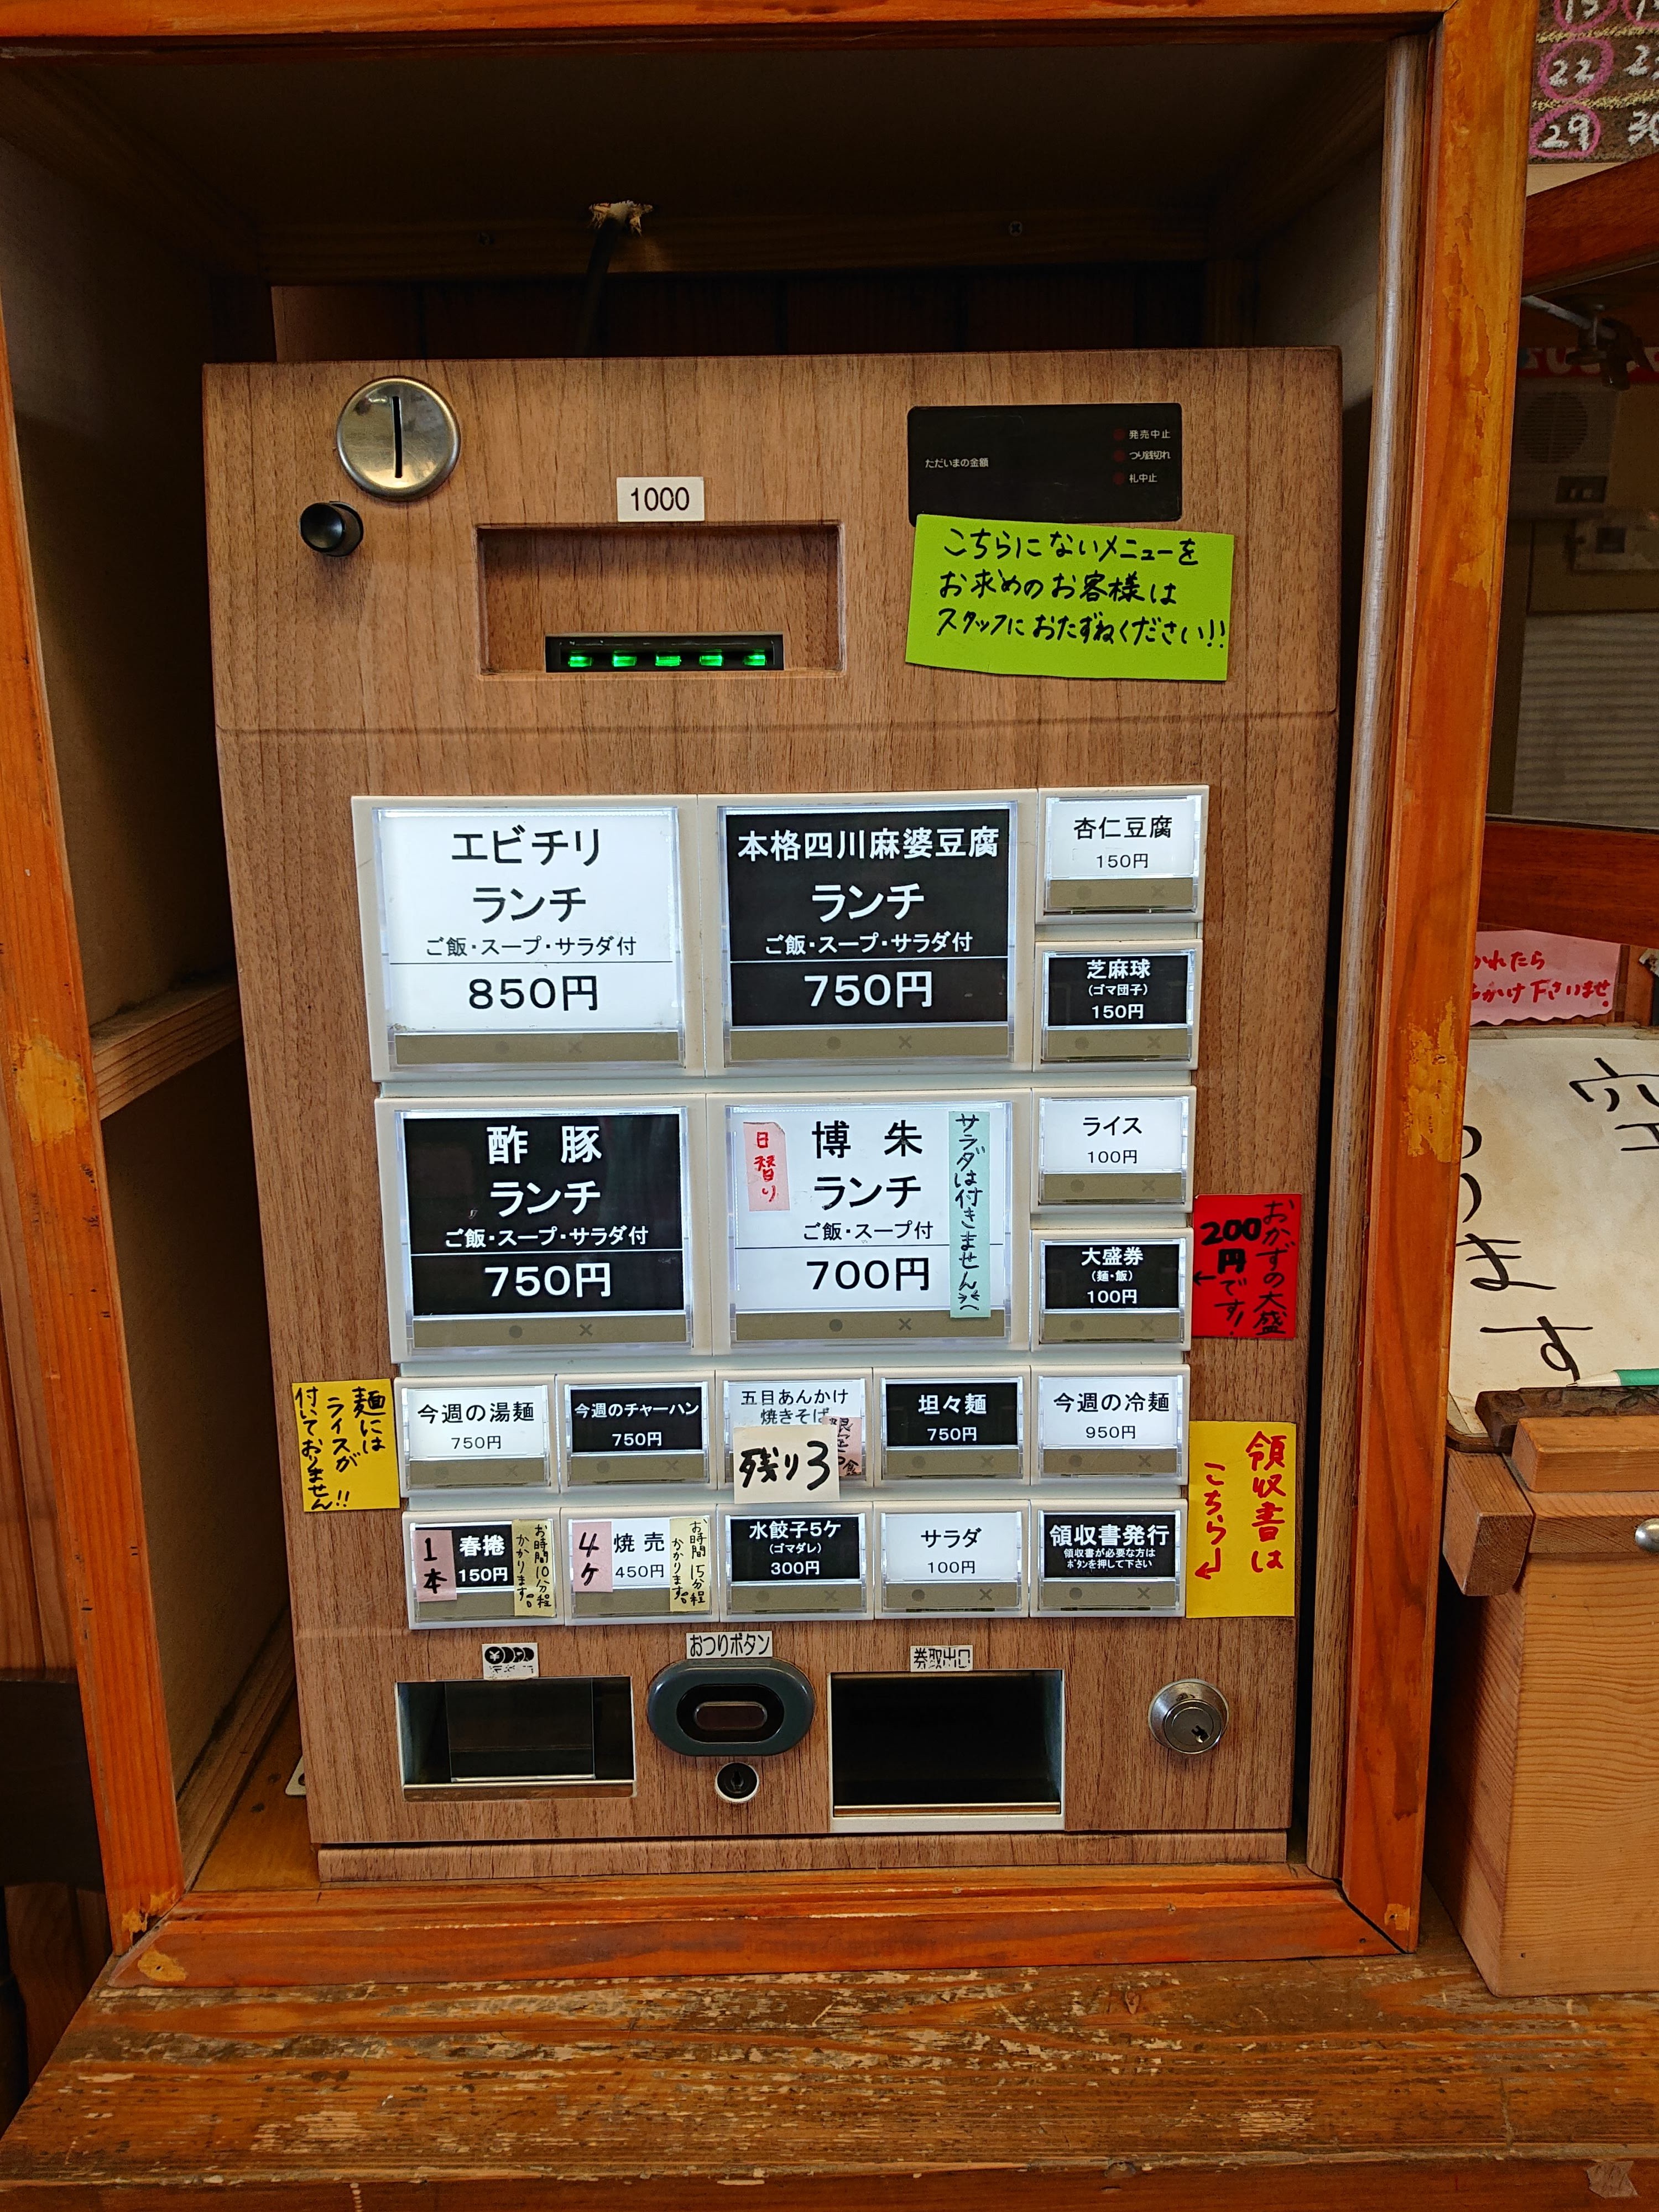 1000
ただいまの金額
発売中止
つり銭切れ
札中止
こちらにないメニューを
お求めのお客様は
スタッフにおたずねください!!
エビチリ
ランチ
ご飯・スープ・サラダ付
850円
本格四川麻婆豆腐
ランチ
ご飯・スープ・サラダ付
750円
杏仁豆腐
150円
芝麻球
(ゴマ団子)
150円
酢 豚
ランチ
ご飯・スープ・サラダ付
750円
日替り
博 朱
ランチ
ご飯・スープ付
700円
サラダは付きません
ライス
100円
大盛券
(麺・飯)
100円
おかずの大盛
200円です!
←
麺には
ライスが
付いておりません!!
今週の湯麺
750円
今週のチャーハン
750円
五目あんかけ
焼きそば
残り3
坦々麺
750円
今週の冷麺
950円
1本
春捲
150円
お時間10分程
かかります。
4ケ
焼売
450円
お時間15分程
かかります。
水餃子5ケ
(ゴマダレ)
300円
サラダ
100円
領収書発行
領収書が必要な方は
ボタンを押して下さい
領収書は
こちら
おつりボタン
券取出口
22
29
30
かれたら
かけ下さいませ
ます